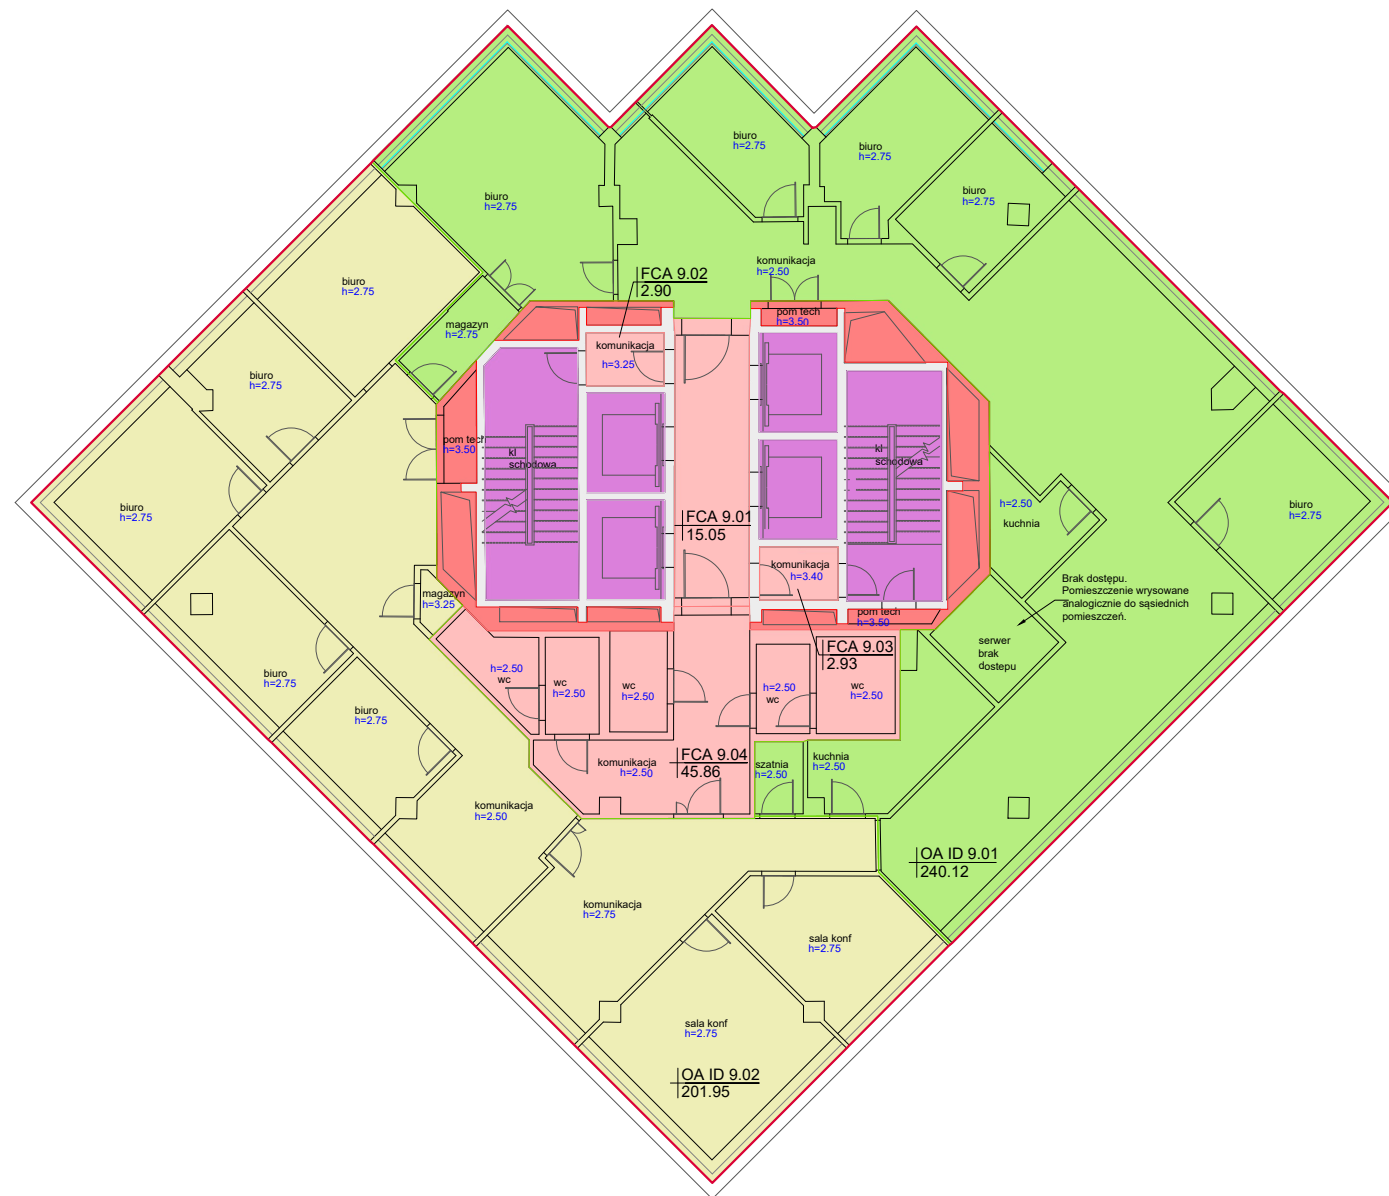 biuro
h=2.75
biuro
h=2.75
biuro
h=2.75
biuro
h=2.75
komunikacja
h=2.50
FCA 9.02
2.90
biuro
h=2.75
magazyn
h=2.75
pom tech
h=3.50
komunikacja
h=3.25
biuro
h=2.75
pom tech
h=3.50
kl
schodowa
kl
schodowa
biuro
h=2.75
FCA 9.01
15.05
h=2.50
kuchnia
biuro
h=2.75
komunikacja
h=3.40
magazyn
h=3.25
pom tech
h=3.50
Brak dostępu.
Pomieszczenie wrysowane
analogicznie do sąsiednich
pomieszczeń.
serwer
brak
dostepu
FCA 9.03
2.93
h=2.50
wc
wc
h=2.50
wc
h=2.50
h=2.50
wc
wc
h=2.50
biuro
h=2.75
biuro
h=2.75
komunikacja
h=2.50
FCA 9.04
45.86
szatnia
h=2.50
kuchnia
h=2.50
komunikacja
h=2.50
OA ID 9.01
240.12
komunikacja
h=2.75
sala konf
h=2.75
sala konf
h=2.75
OA ID 9.02
201.95